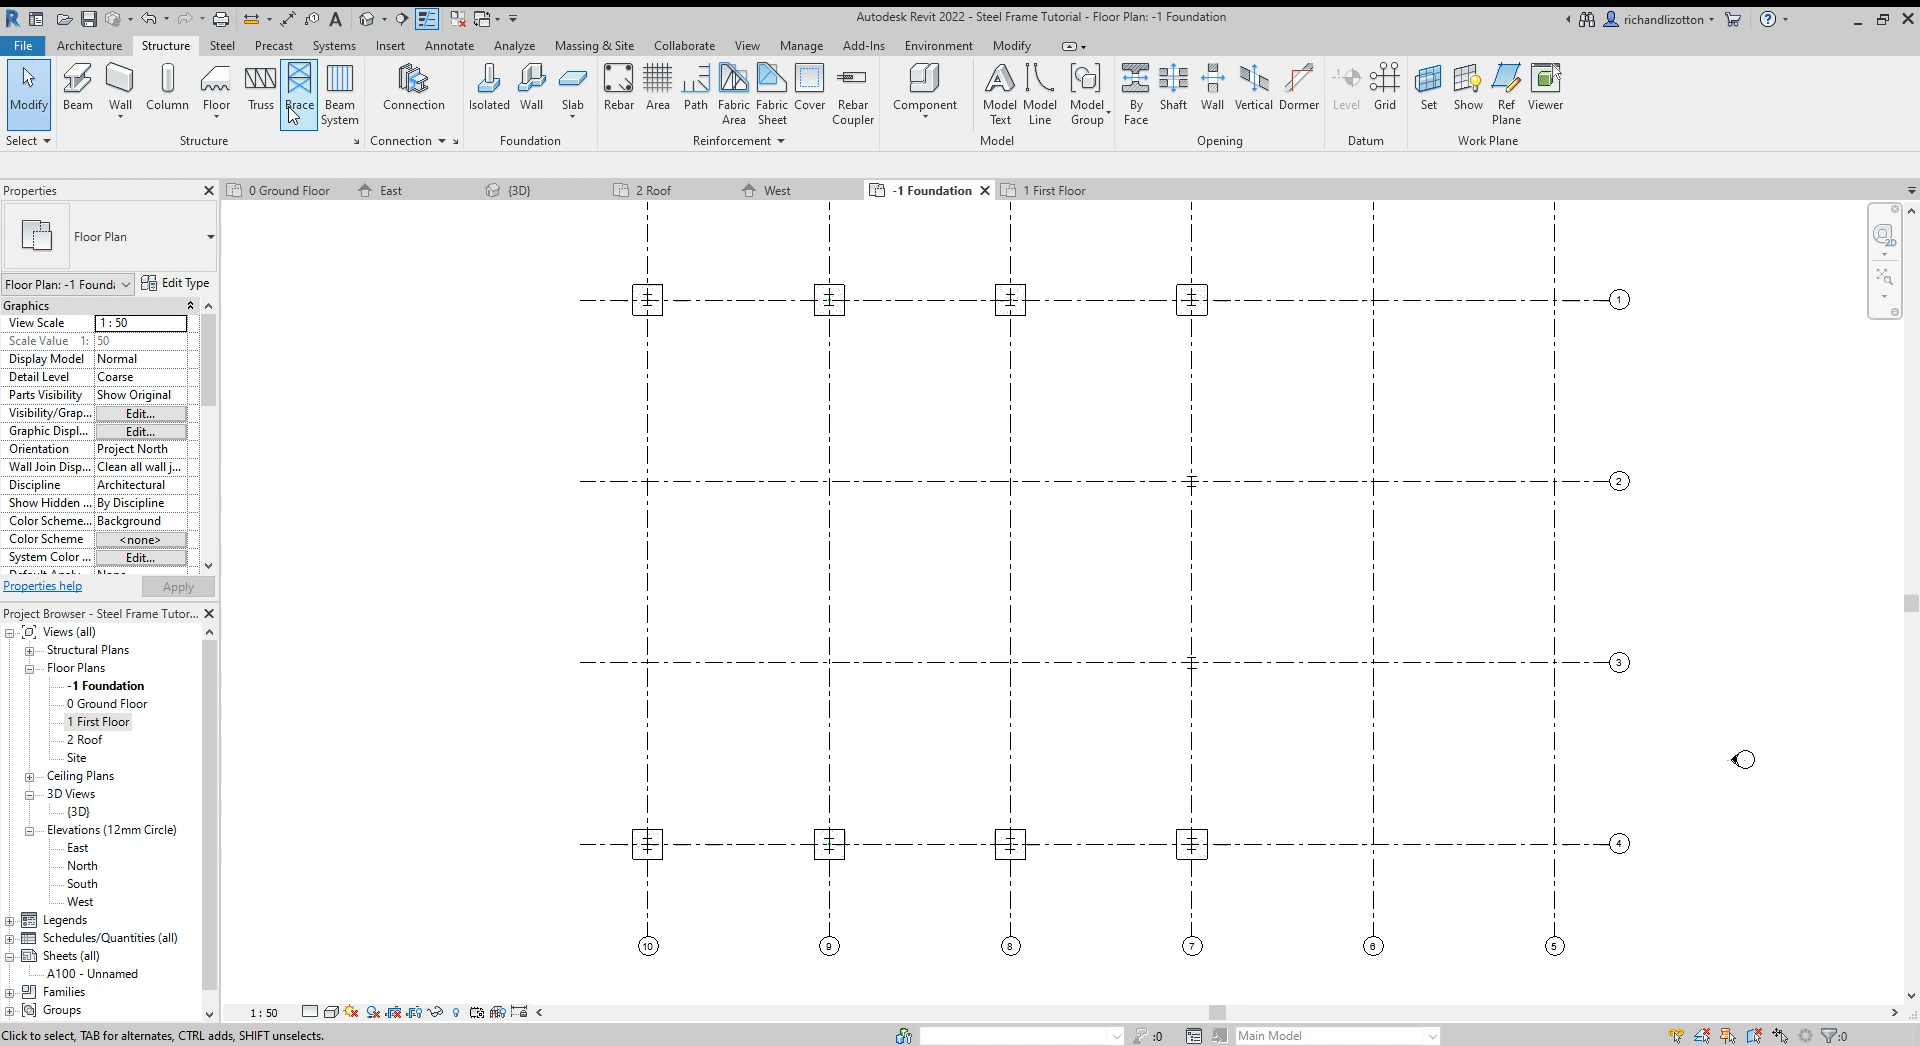 Autodesk Revit 2022 - Steel Frame Tutorial - Floor Plan: -1 Foundation
richandlizotton
File Architecture Structure Steel Precast Systems Insert Annotate Analyze Massing & Site Collaborate View Manage Add-Ins Environment Modify
Modify Beam Wall Column Floor Truss Brace Beam System Connection Isolated Wall Slab Rebar Area Path Fabric Area Fabric Sheet Cover Rebar Coupler Component Model Text Model Line Model Group By Face Shaft Wall Vertical Dormer Level Grid Set Show Ref Plane Viewer
Select Structure Connection Foundation Reinforcement Model Opening Datum Work Plane
Properties
0 Ground Floor East {3D} 2 Roof West -1 Foundation 1 First Floor
Floor Plan
Floor Plan: -1 Founda Edit Type
Graphics
View Scale 1 : 50
Scale Value 1: 50
Display Model Normal
Detail Level Coarse
Parts Visibility Show Original
Visibility/Grap... Edit...
Graphic Displ... Edit...
Orientation Project North
Wall Join Disp... Clean all wall j...
Discipline Architectural
Show Hidden ... By Discipline
Color Scheme... Background
Color Scheme <none>
System Color ... Edit...
Properties help Apply
Project Browser - Steel Frame Tutor...
Views (all)
Structural Plans
Floor Plans
-1 Foundation
0 Ground Floor
1 First Floor
2 Roof
Site
Ceiling Plans
3D Views
{3D}
Elevations (12mm Circle)
East
North
South
West
Legends
Schedules/Quantities (all)
Sheets (all)
A100 - Unnamed
Families
Groups
2D
1
2
3
4
10 9 8 7 6 5
1 : 50
Click to select, TAB for alternates, CTRL adds, SHIFT unselects.
:0
Main Model
:0